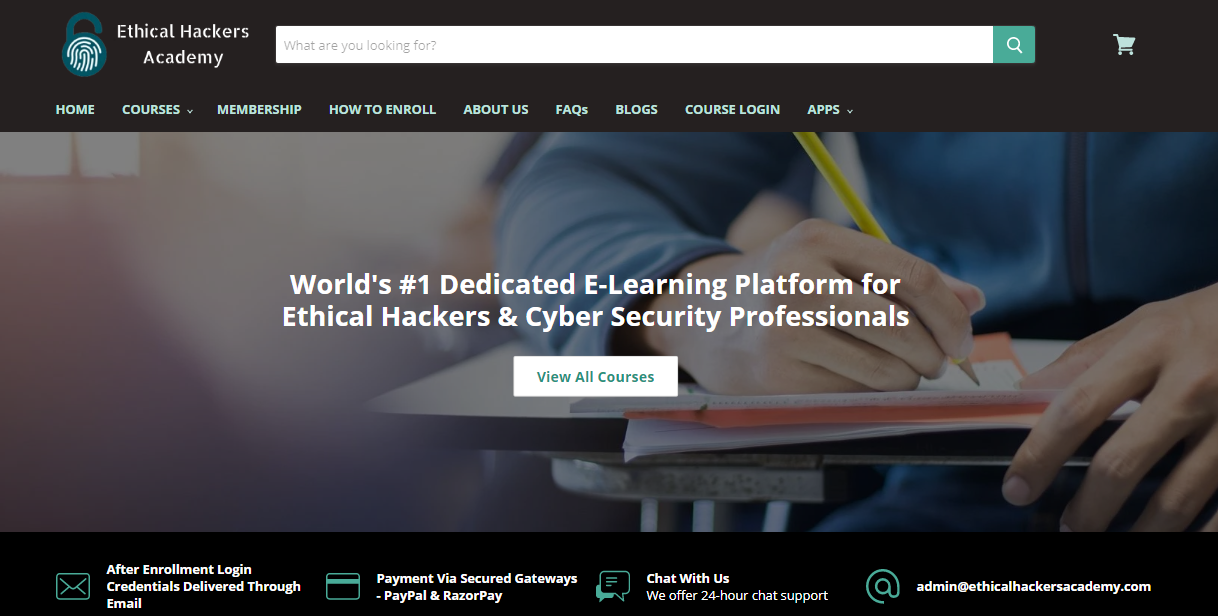 Ethical Hackers
Academy
What are you looking for?
HOME COURSES MEMBERSHIP HOW TO ENROLL ABOUT US FAQs BLOGS COURSE LOGIN APPS
World's #1 Dedicated E-Learning Platform for
Ethical Hackers & Cyber Security Professionals
View All Courses
After Enrollment Login
Credentials Delivered Through
Email
Payment Via Secured Gateways
- PayPal & RazorPay
Chat With Us
We offer 24-hour chat support
admin@ethicalhackersacademy.com